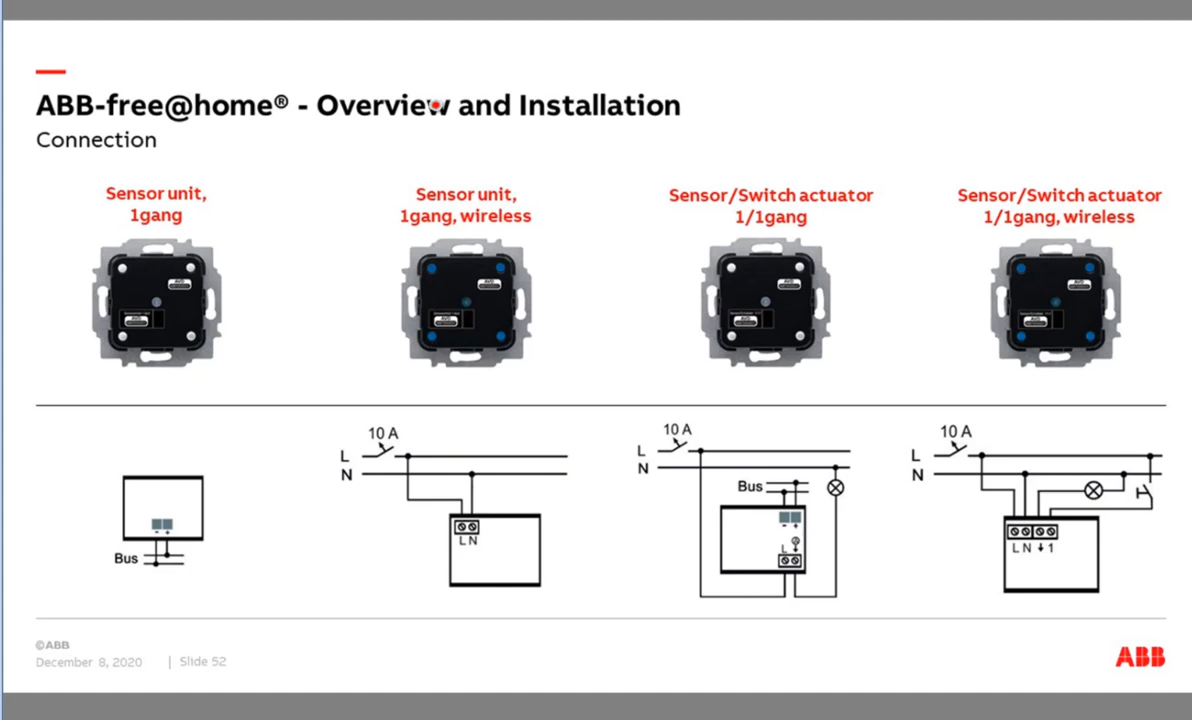 ABB-free@home® - Overview and Installation
Connection
Sensor unit,
1gang
Sensor unit,
1gang, wireless
Sensor/Switch actuator
1/1gang
Sensor/Switch actuator
1/1gang, wireless
Bus
10 A
L
N
L N
10 A
L
N
Bus
- +
L
10 A
L
N
L N ↓ 1
©ABB
December 8, 2020 | Slide 52
ABB